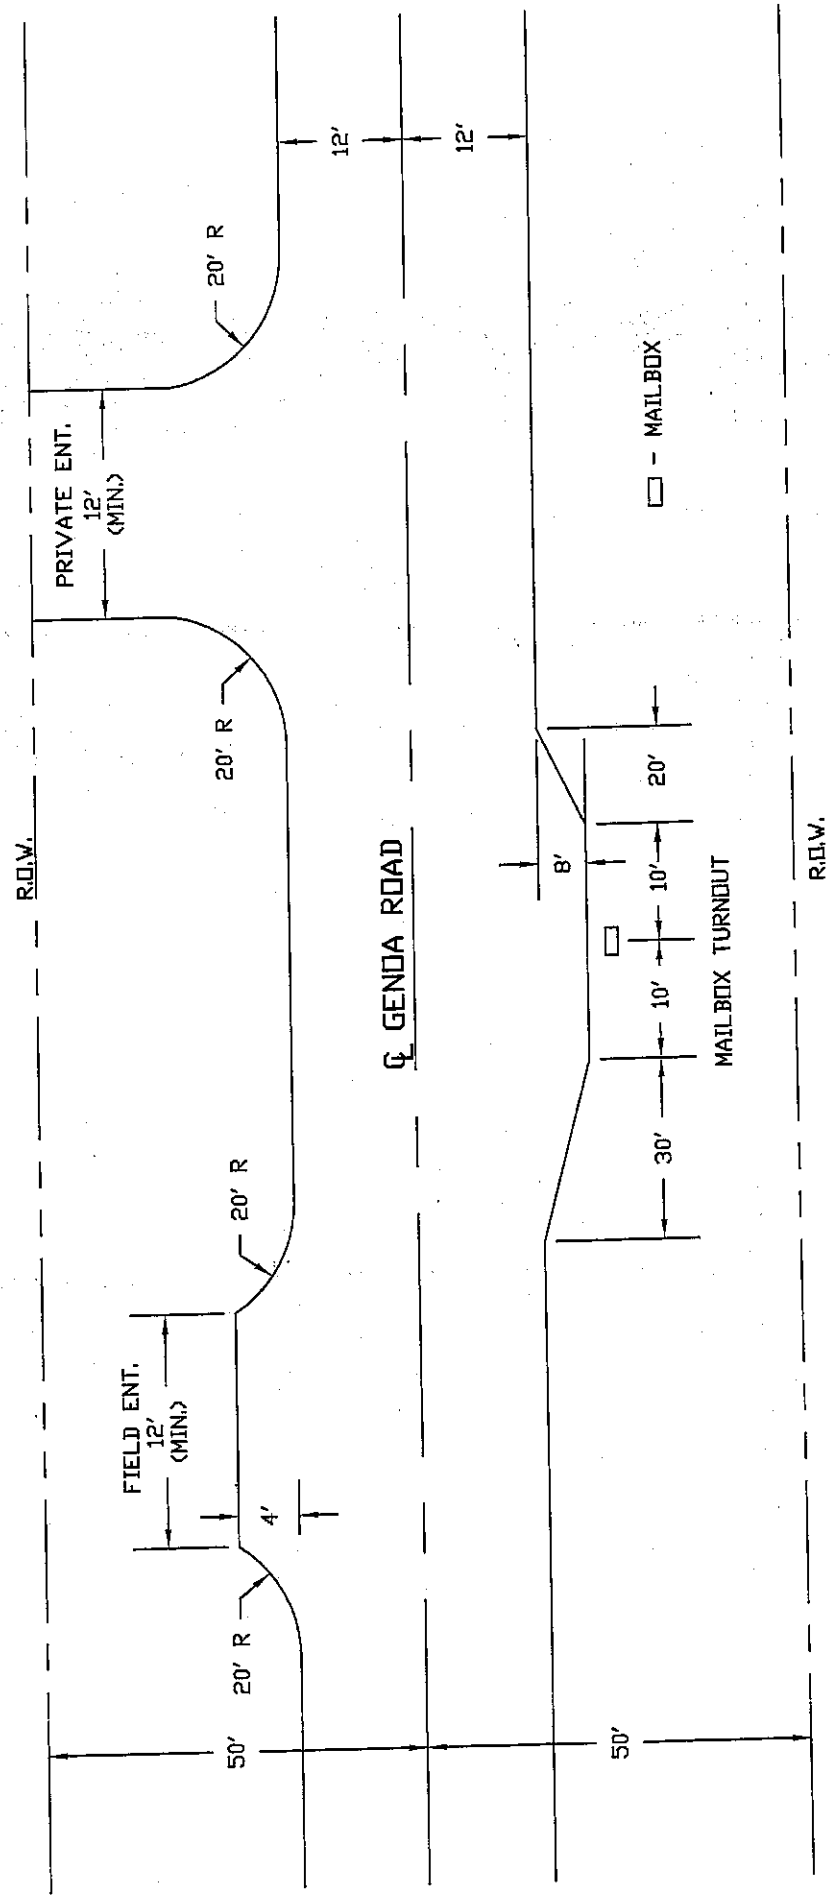 R.O.W.
PRIVATE ENT.
12'
(MIN.)
20' R
20' R
12'
12'
FIELD ENT.
12'
(MIN.)
4'
20' R
20' R
℄ GENOA ROAD
50'
50'
8'
30'
10'
10'
20'
MAILBOX TURNOUT
- MAILBOX
R.O.W.